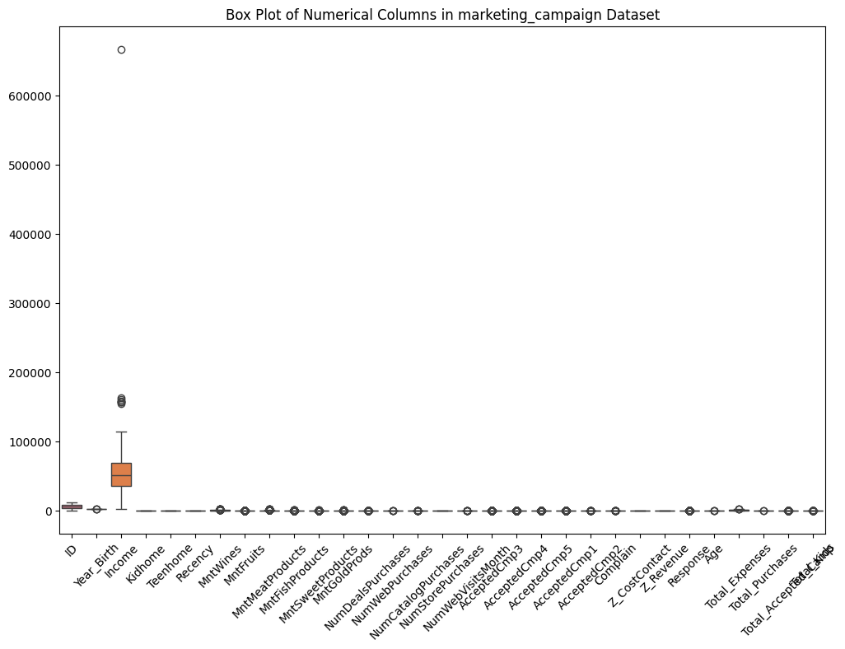 Box Plot of Numerical Columns in marketing_campaign Dataset
600000
500000
400000
300000
200000
100000
0
ID
Year_Birth
Income
Kidhome
Teenhome
Recency
MntWines
MntFruits
MntMeatProducts
MntFishProducts
MntSweetProducts
MntGoldProds
NumDealsPurchases
NumWebPurchases
NumCatalogPurchases
NumStorePurchases
NumWebVisitsMonth
AcceptedCmp3
AcceptedCmp4
AcceptedCmp5
AcceptedCmp1
AcceptedCmp2
Complain
Z_CostContact
Z_Revenue
Response
Age
Total_Expenses
Total_Purchases